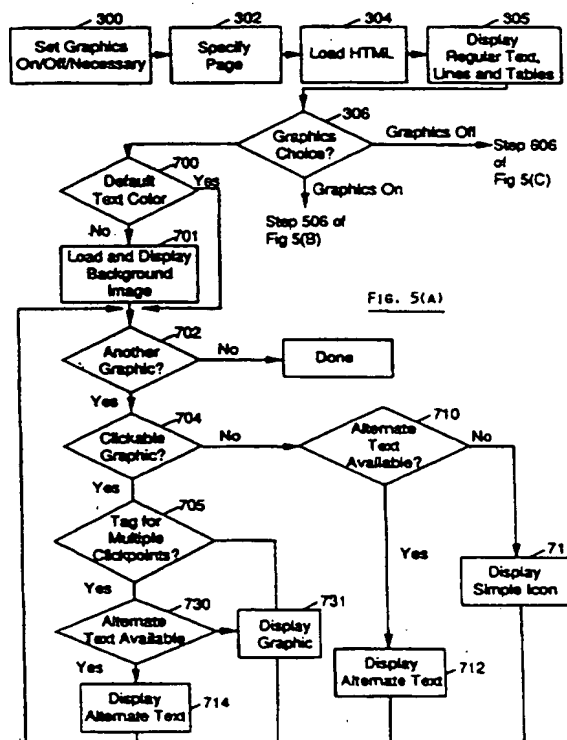 300
302
304
305
Set Graphics
On/Off/Necessary
Specify
Page
Load HTML
Display
Regular Text,
Lines and Tables
306
Graphics
Choice?
Graphics Off
Step 606
of
Fig 5(C)
Graphics On
Step 506 of
Fig 5(B)
700
Default
Text Color
Yes
No
701
Load and Display
Background
Image
FIG. 5(A)
702
Another
Graphic?
No
Done
Yes
704
Clickable
Graphic?
No
710
Alternate
Text
Available?
No
Yes
705
Tag for
Multiple
Clickpoints?
Yes
71
Display
Simple Icon
Yes
730
Alternate
Text Available
731
Display
Graphic
Yes
Display
Alternate Text
714
Display
Alternate Text
712